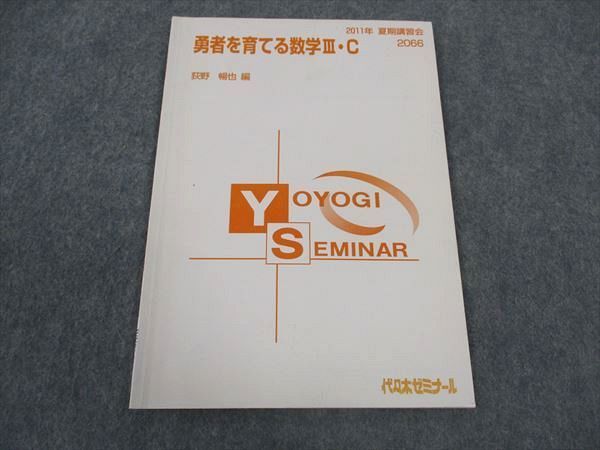 2011年 夏期講習会
勇者を育てる数学Ⅲ・C
2066
荻野 暢也 編
YOYOGI
SEMINAR
代々木ゼミナール